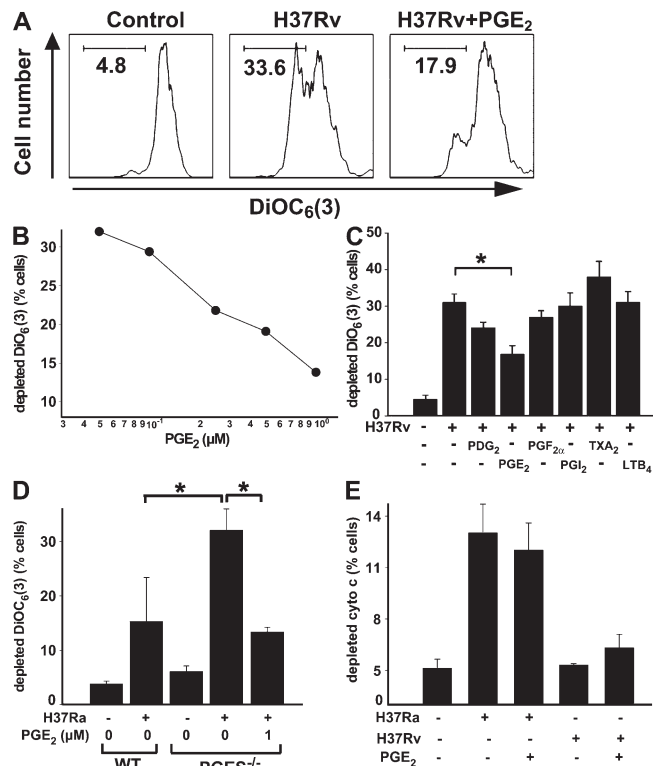 A
Control
H37Rv
H37Rv+PGE2
Cell number
4.8
33.6
17.9
DiOC6(3)
B
depleted DiO6(3) (% cells)
30
25
20
15
10
3 4 5 6 7 8 9 10-1 2 3 4 5 6 7 8 9 100
PGE2 (µM)
C
depleted DiO6(3) (% cells)
50
40
30
20
10
0
*
H37Rv - + + + + + + +
- - PDG2 - PGF2α - TXA2 -
- - - PGE2 - PGI2 - LTB4
D
depleted DiOC6(3) (% cells)
30
20
10
0
* *
H37Ra - + - + +
PGE2 (µM) 0 0 0 0 1
WT PGES-/-
E
depleted cyto c (% cells)
14
12
8
5
H37Ra - + + - -
H37Rv - - - + +
PGE2 - - + - +